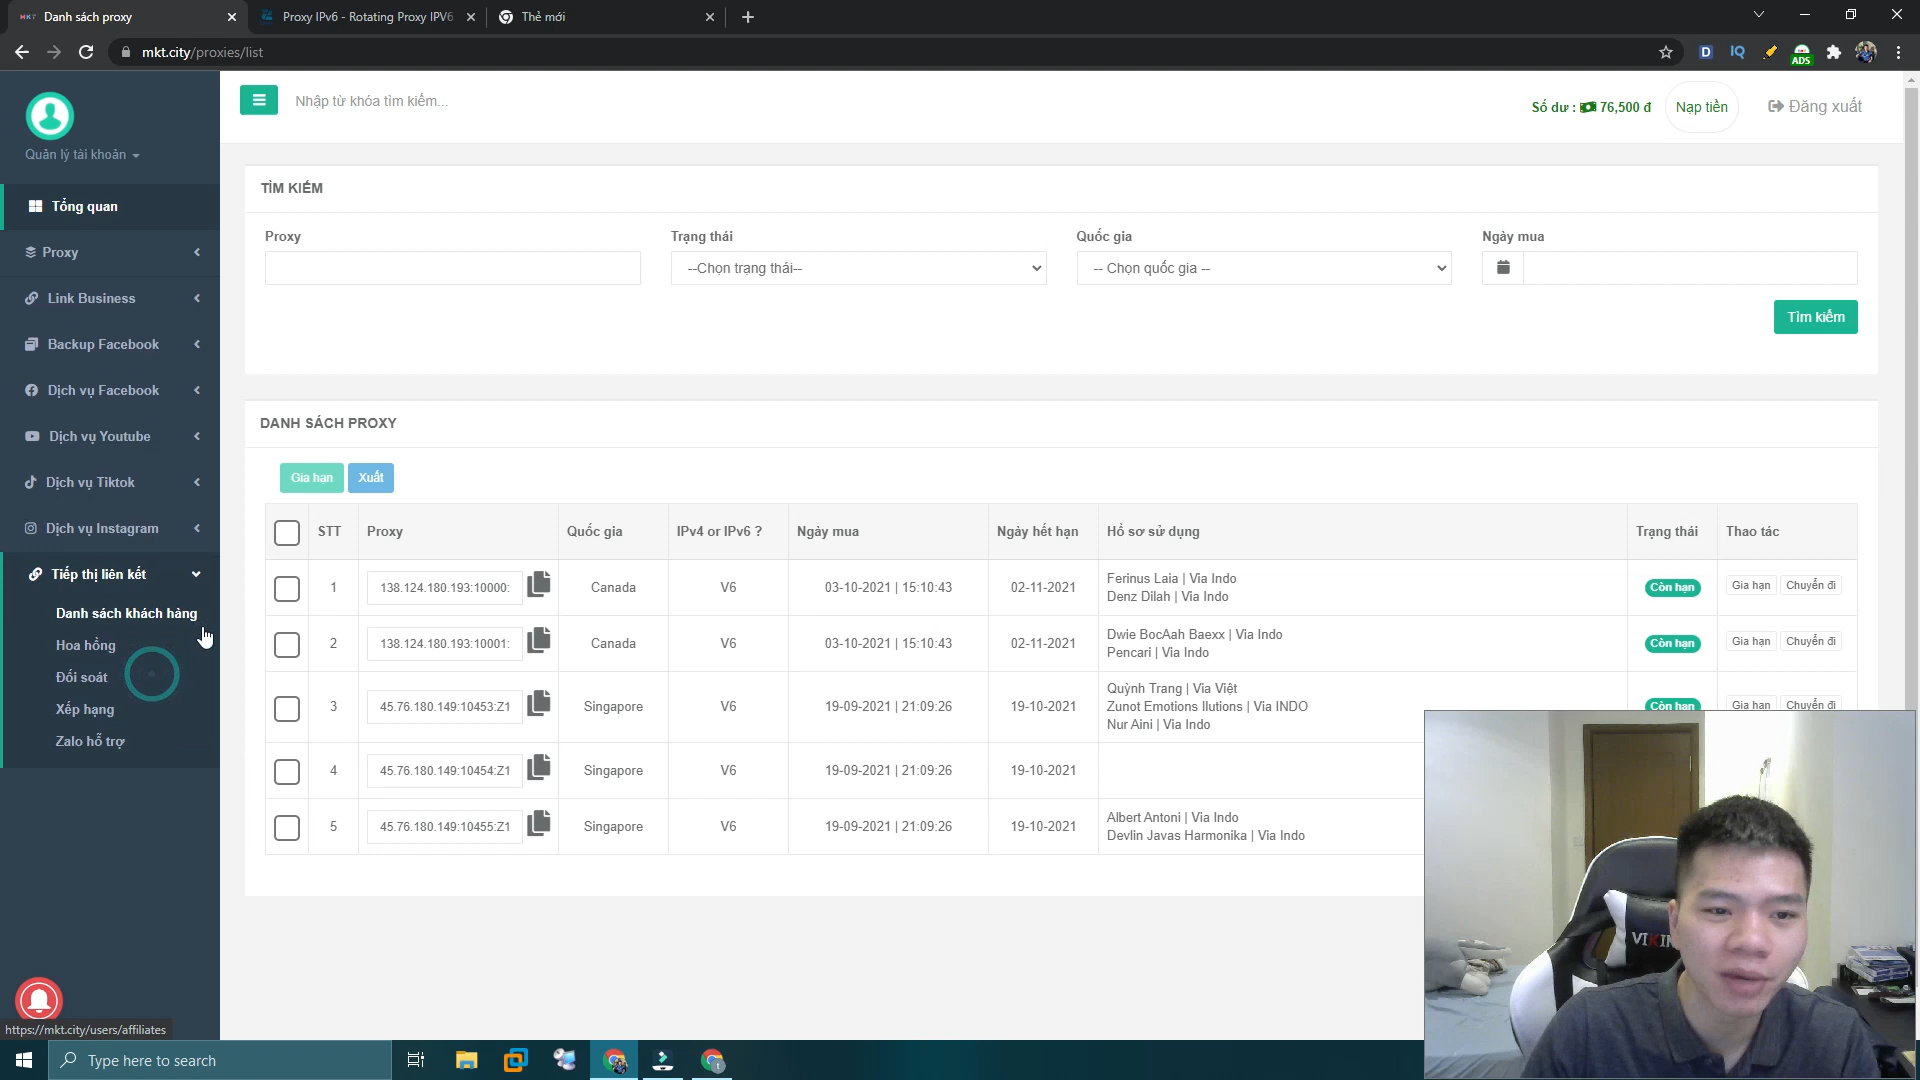 MKT Danh sách proxy
Proxy IPv6 - Rotating Proxy IPV6
Thẻ mới
mkt.city/proxies/list
D
IQ
ADS
Quản lý tài khoản
Nhập từ khóa tìm kiếm...
Số dư : 76,500 đ
Nạp tiền
Đăng xuất
Tổng quan
Proxy
Link Business
Backup Facebook
Dịch vụ Facebook
Dịch vụ Youtube
Dịch vụ Tiktok
Dịch vụ Instagram
Tiếp thị liên kết
Danh sách khách hàng
Hoa hồng
Đối soát
Xếp hạng
Zalo hỗ trợ
TÌM KIẾM
Proxy
Trạng thái
Quốc gia
Ngày mua
--Chọn trạng thái--
-- Chọn quốc gia --
Tìm kiếm
DANH SÁCH PROXY
Gia hạn
Xuất
STT Proxy Quốc gia IPv4 or IPv6 ? Ngày mua Ngày hết hạn Hồ sơ sử dụng Trạng thái Thao tác
1 138.124.180.193:10000: Canada V6 03-10-2021 | 15:10:43 02-11-2021 Ferinus Laia | Via Indo Còn hạn Gia hạn Chuyển đi
Denz Dilah | Via Indo
2 138.124.180.193:10001: Canada V6 03-10-2021 | 15:10:43 02-11-2021 Dwie BocAah Baexx | Via Indo Còn hạn Gia hạn Chuyển đi
Pencari | Via Indo
3 45.76.180.149:10453:Z1 Singapore V6 19-09-2021 | 21:09:26 19-10-2021 Quỳnh Trang | Via Việt Còn hạn Gia hạn Chuyển đi
Zunot Emotions Ilutions | Via INDO
Nur Aini | Via Indo
4 45.76.180.149:10454:Z1 Singapore V6 19-09-2021 | 21:09:26 19-10-2021
5 45.76.180.149:10455:Z1 Singapore V6 19-09-2021 | 21:09:26 19-10-2021 Albert Antoni | Via Indo
Devlin Javas Harmonika | Via Indo
https://mkt.city/users/affiliates
Type here to search